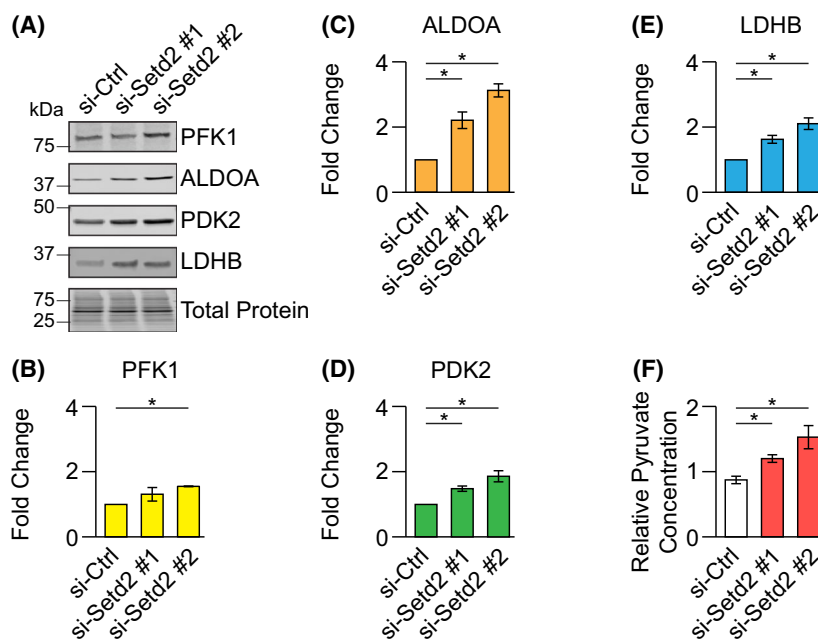 (A)
si-Ctrl
si-Setd2 #1
si-Setd2 #2
kDa
75
PFK1
37
ALDOA
50
PDK2
37
LDHB
75
25
Total Protein
(B)
PFK1
Fold Change
4
2
0
*
si-Ctrl
si-Setd2 #1
si-Setd2 #2
(C)
ALDOA
Fold Change
4
2
0
*
*
si-Ctrl
si-Setd2 #1
si-Setd2 #2
(D)
PDK2
Fold Change
4
2
0
*
*
si-Ctrl
si-Setd2 #1
si-Setd2 #2
(E)
LDHB
Fold Change
4
2
0
*
*
si-Ctrl
si-Setd2 #1
si-Setd2 #2
(F)
Relative Pyruvate
Concentration
2
1
0
*
*
si-Ctrl
si-Setd2 #1
si-Setd2 #2